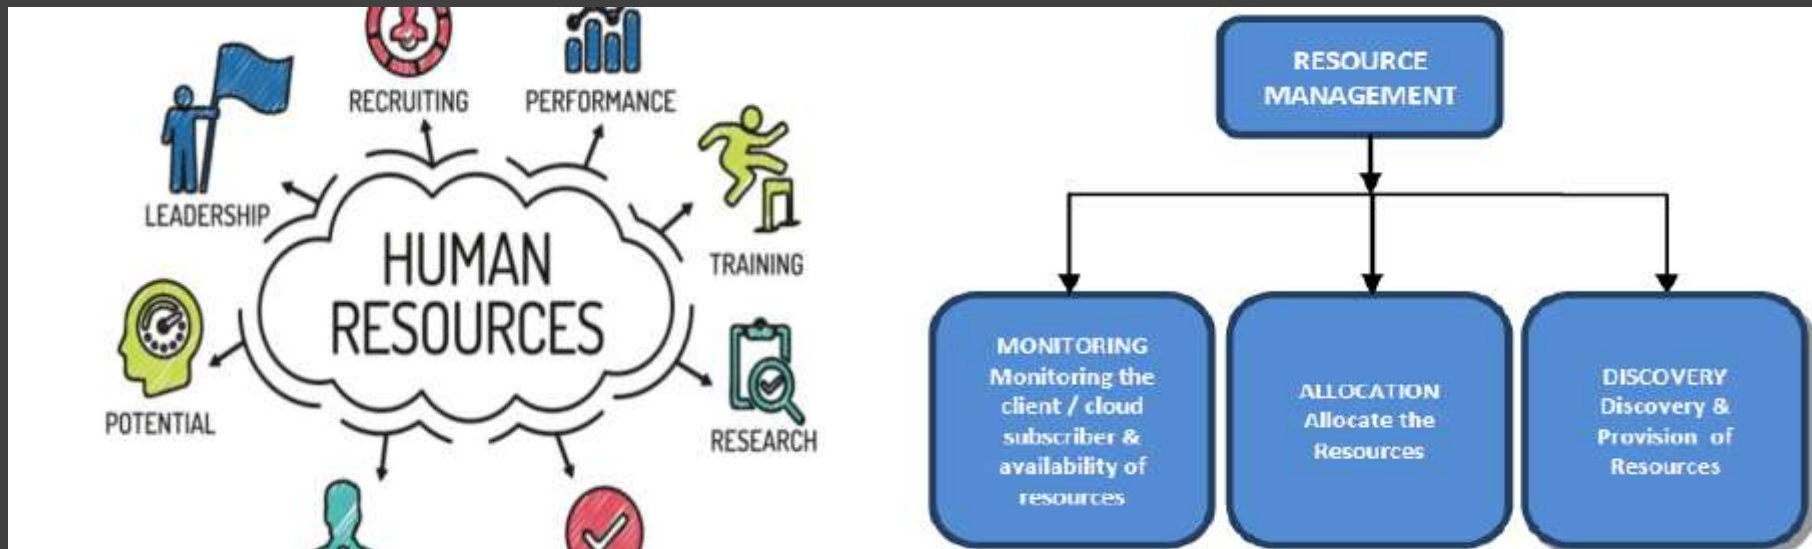 RECRUITING
PERFORMANCE
LEADERSHIP
TRAINING
HUMAN
RESOURCES
POTENTIAL
RESEARCH
RESOURCE
MANAGEMENT
MONITORING
Monitoring the
client / cloud
subscriber &
availability of
resources
ALLOCATION
Allocate the
Resources
DISCOVERY
Discovery &
Provision of
Resources